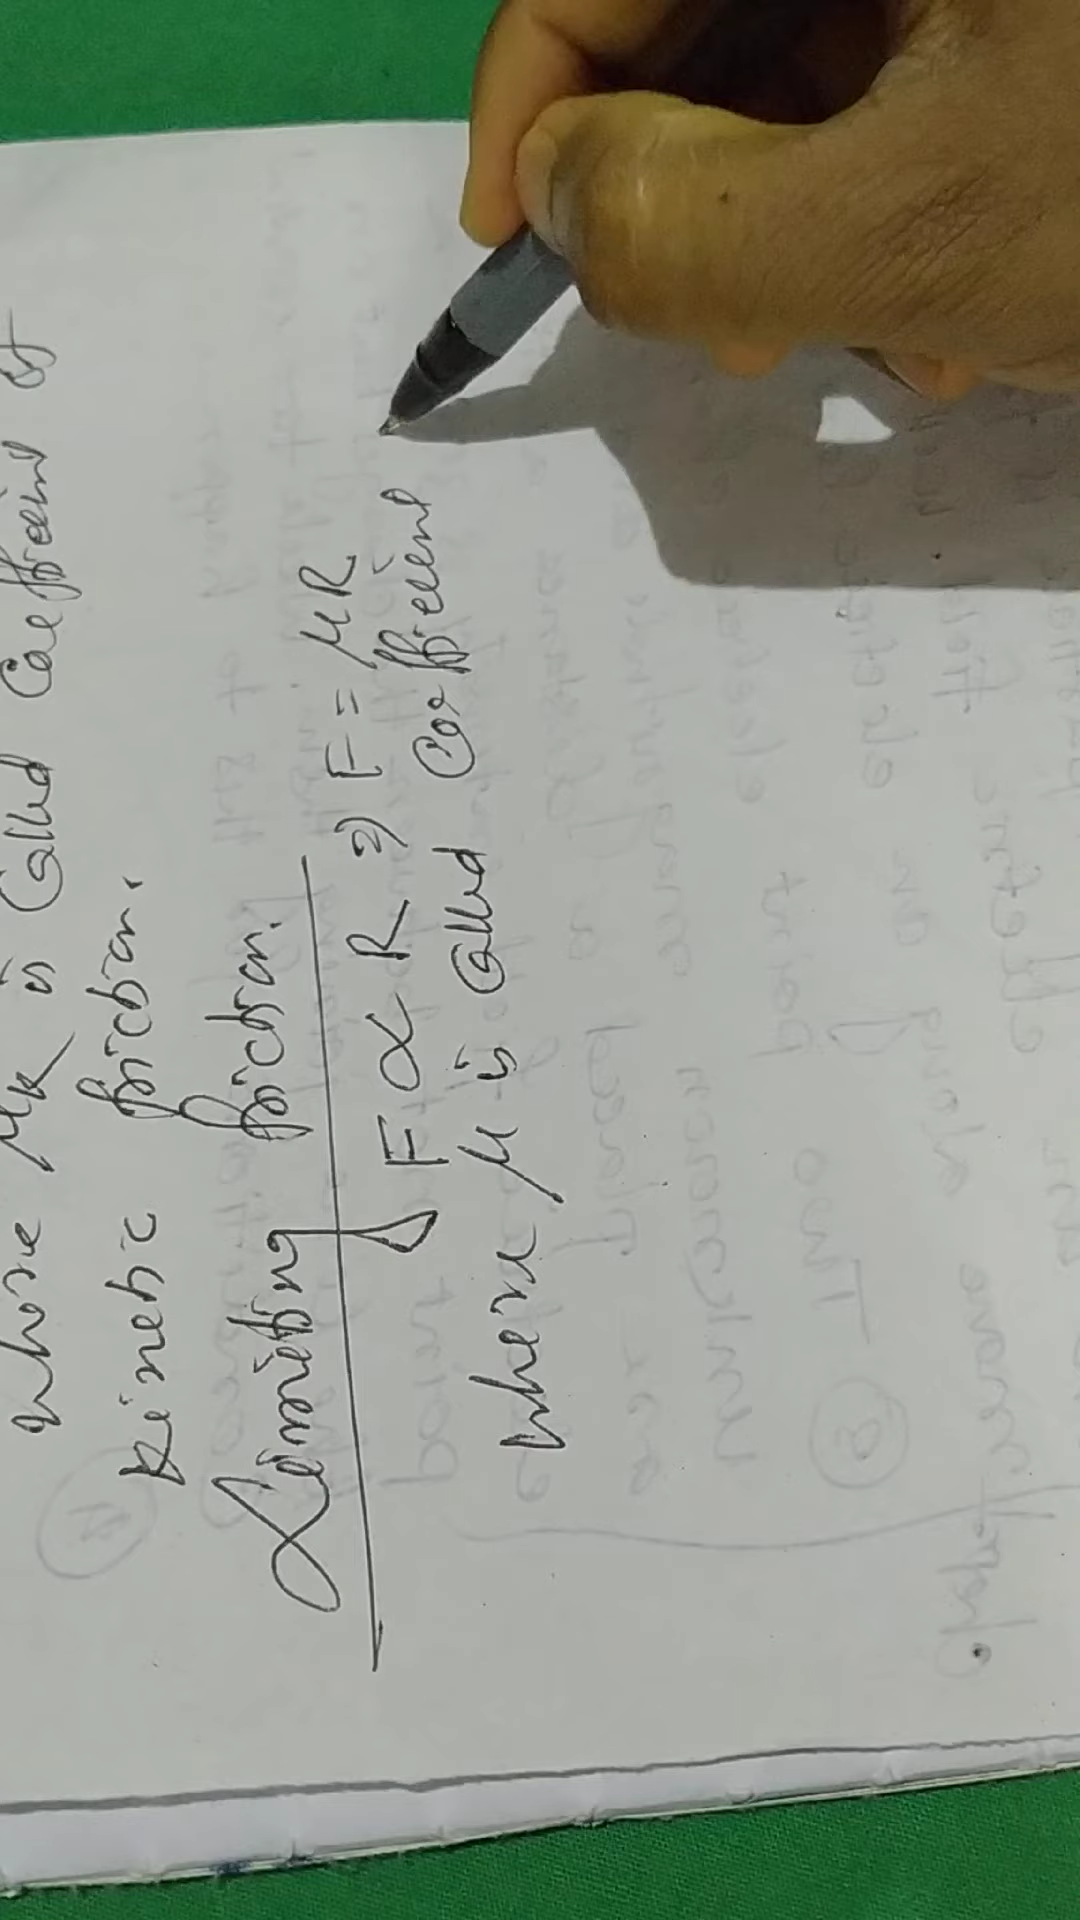 where μK is called coefficient of
kinetic friction.
Limiting friction.
F ∝ R ⇒ F = μR
where μ is called coefficient